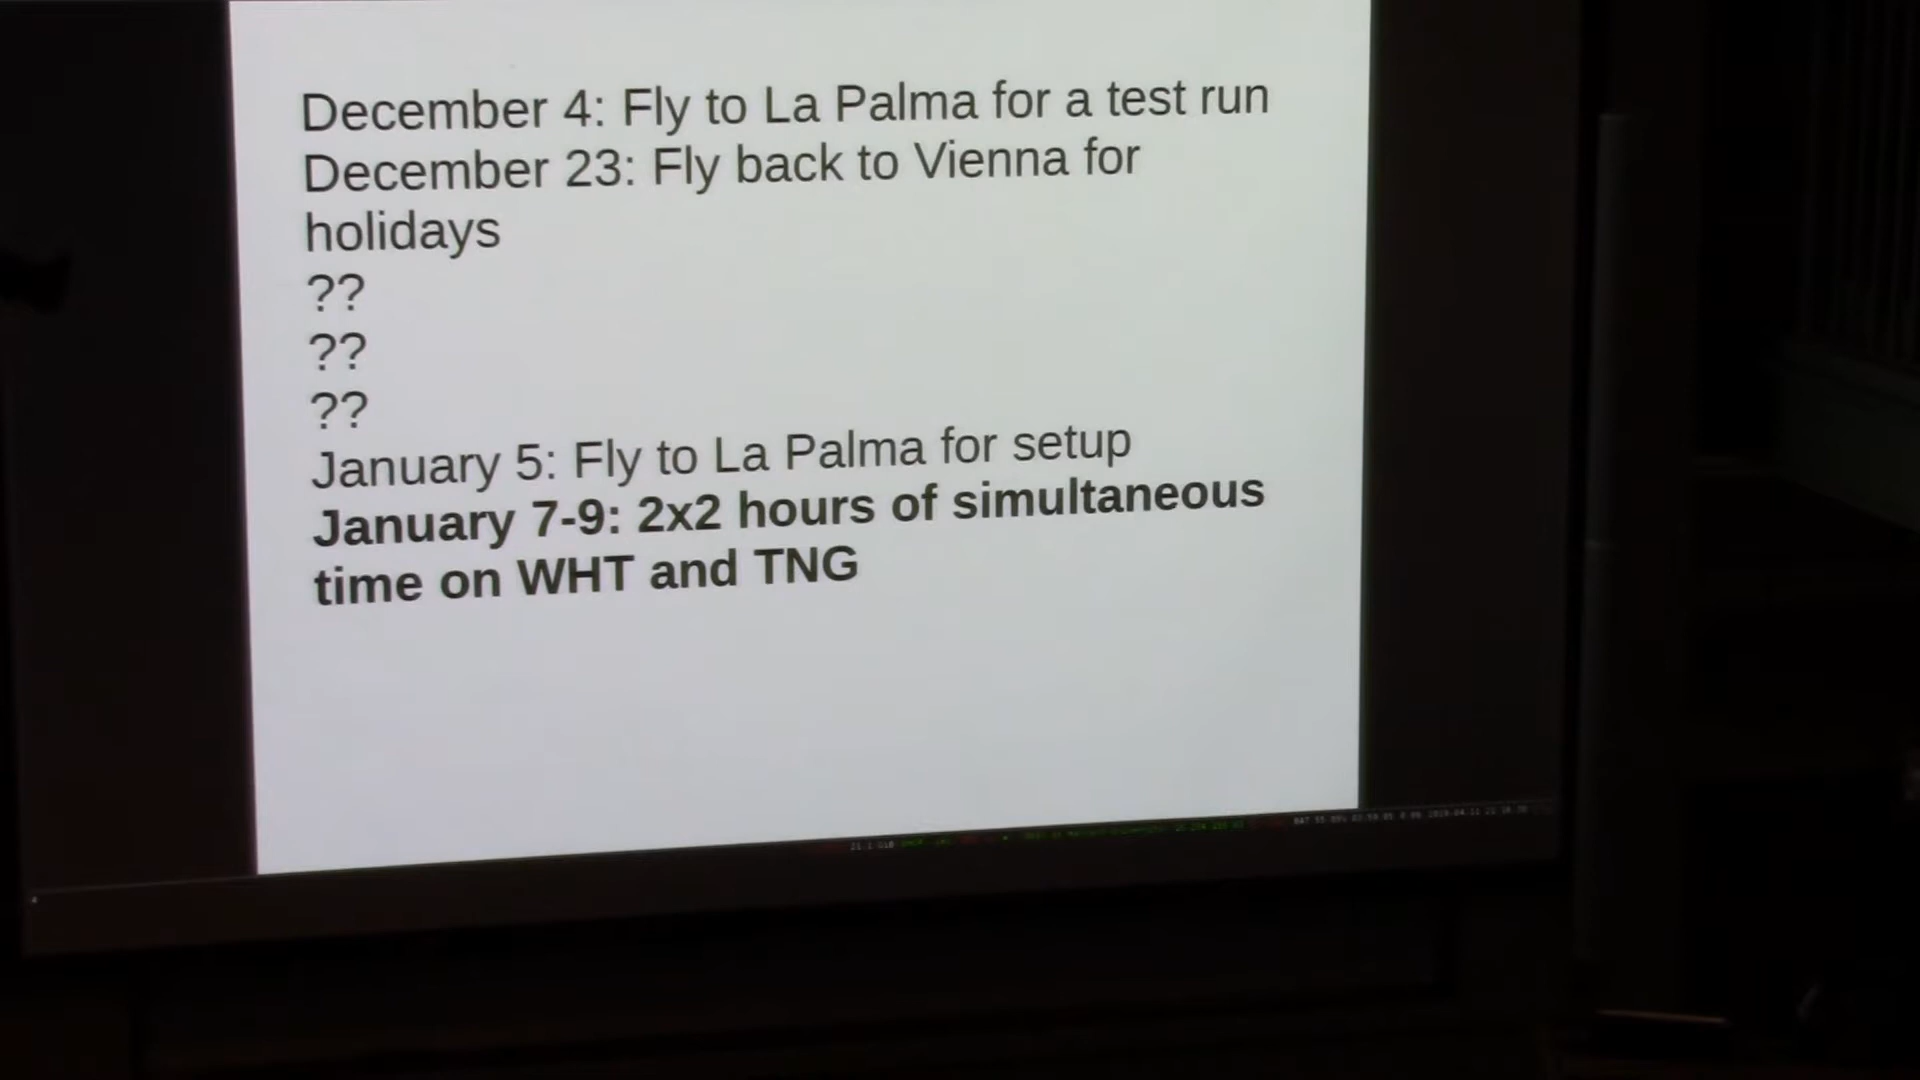 December 4: Fly to La Palma for a test run
December 23: Fly back to Vienna for
holidays
??
??
??
January 5: Fly to La Palma for setup
January 7-9: 2x2 hours of simultaneous
time on WHT and TNG